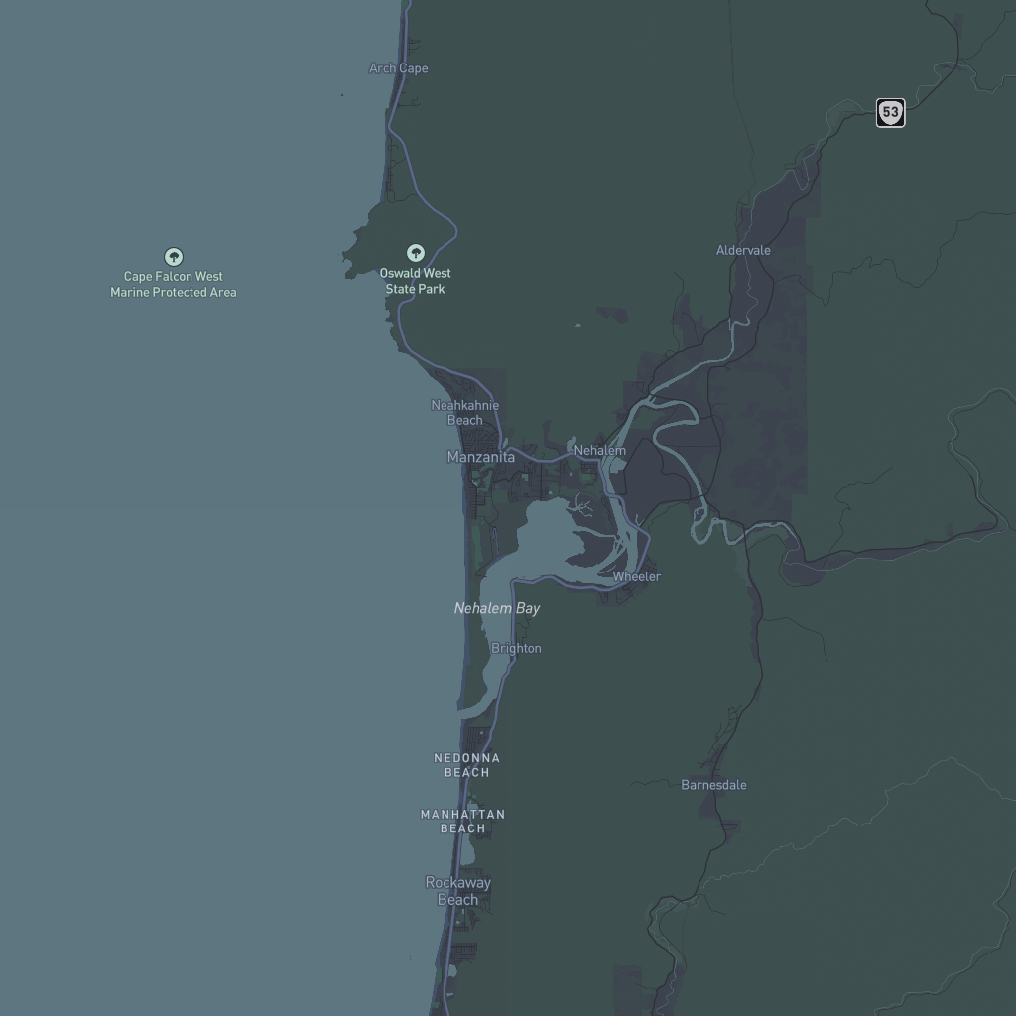 Arch Cape
53
Aldervale
Cape Falcor West
Marine Protected Area
Oswald West
State Park
Neahkahnie
Beach
Manzanita
Nehalem
Wheeler
Nehalem Bay
Brighton
NEDONNA
BEACH
Barnesdale
MANHATTAN
BEACH
Rockaway
Beach